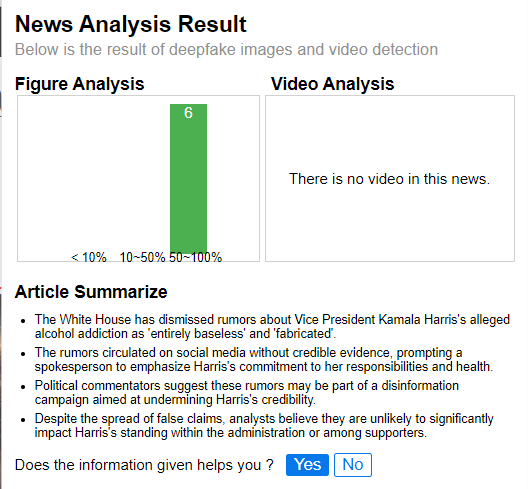 News Analysis Result
Below is the result of deepfake images and video detection
Figure Analysis
Video Analysis
6
< 10% 10~50% 50~100%
There is no video in this news.
Article Summarize
• The White House has dismissed rumors about Vice President Kamala Harris's alleged
alcohol addiction as 'entirely baseless' and 'fabricated'.
• The rumors circulated on social media without credible evidence, prompting a
spokesperson to emphasize Harris's commitment to her responsibilities and health.
• Political commentators suggest these rumors may be part of a disinformation
campaign aimed at undermining Harris's credibility.
• Despite the spread of false claims, analysts believe they are unlikely to significantly
impact Harris's standing within the administration or among supporters.
Does the information given helps you ? Yes No